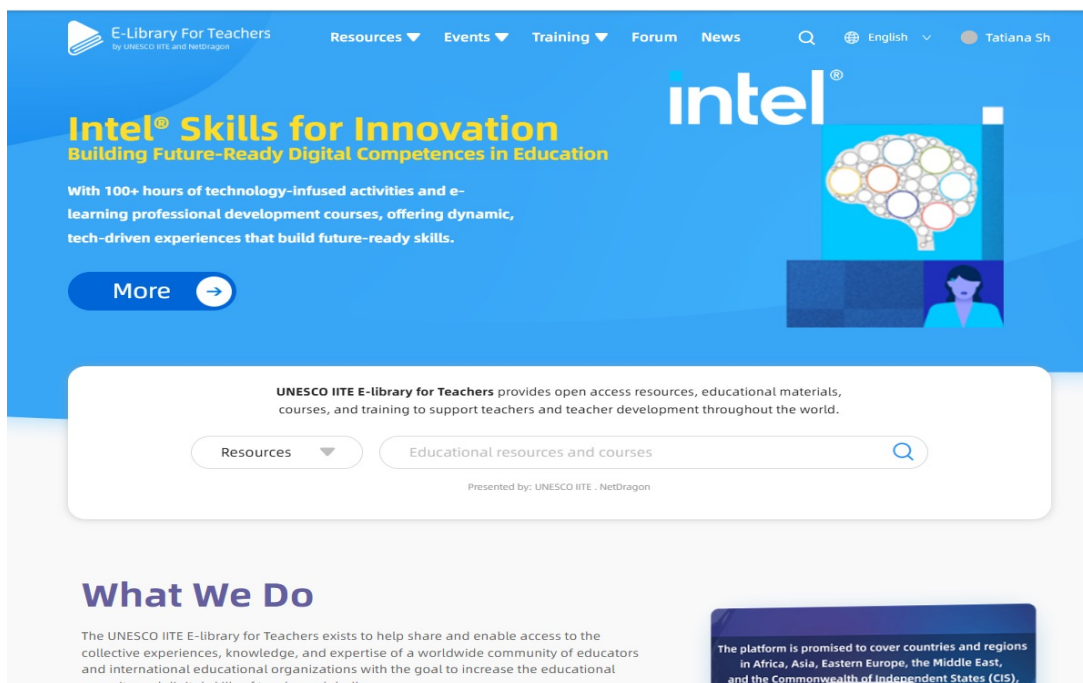 E-Library For Teachers
by UNESCO IITE and NetDragon
Resources Events Training Forum News English Tatiana Sh
intel®
Intel® Skills for Innovation
Building Future-Ready Digital Competences in Education
With 100+ hours of technology-infused activities and e-
learning professional development courses, offering dynamic,
tech-driven experiences that build future-ready skills.
More
UNESCO IITE E-library for Teachers provides open access resources, educational materials,
courses, and training to support teachers and teacher development throughout the world.
Resources Educational resources and courses
Presented by: UNESCO IITE . NetDragon
What We Do
The UNESCO IITE E-library for Teachers exists to help share and enable access to the
collective experiences, knowledge, and expertise of a worldwide community of educators
and international educational organizations with the goal to increase the educational
The platform is promised to cover countries and regions
in Africa, Asia, Eastern Europe, the Middle East,
and the Commonwealth of Independent States (CIS),